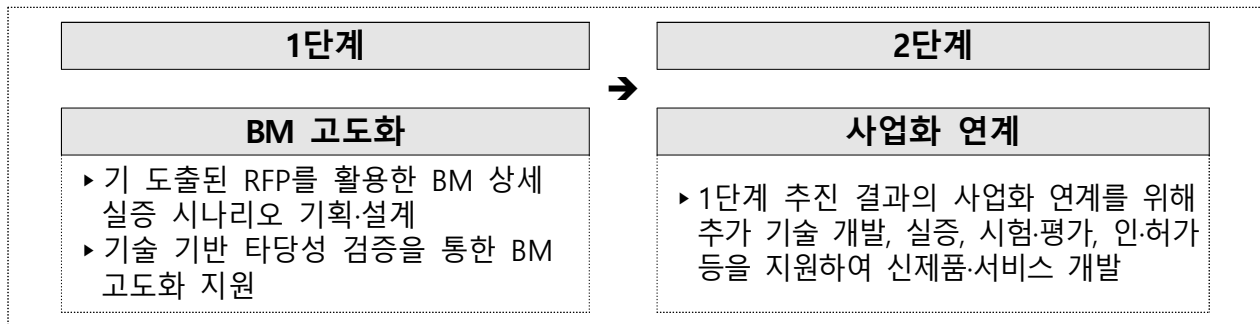 1단계
BM 고도화
▸기 도출된 RFP를 활용한 BM 상세
실증 시나리오 기획·설계
▸기술 기반 타당성 검증을 통한 BM
고도화 지원
➔
2단계
사업화 연계
▸1단계 추진 결과의 사업화 연계를 위해
추가 기술 개발, 실증, 시험·평가, 인·허가
등을 지원하여 신제품·서비스 개발